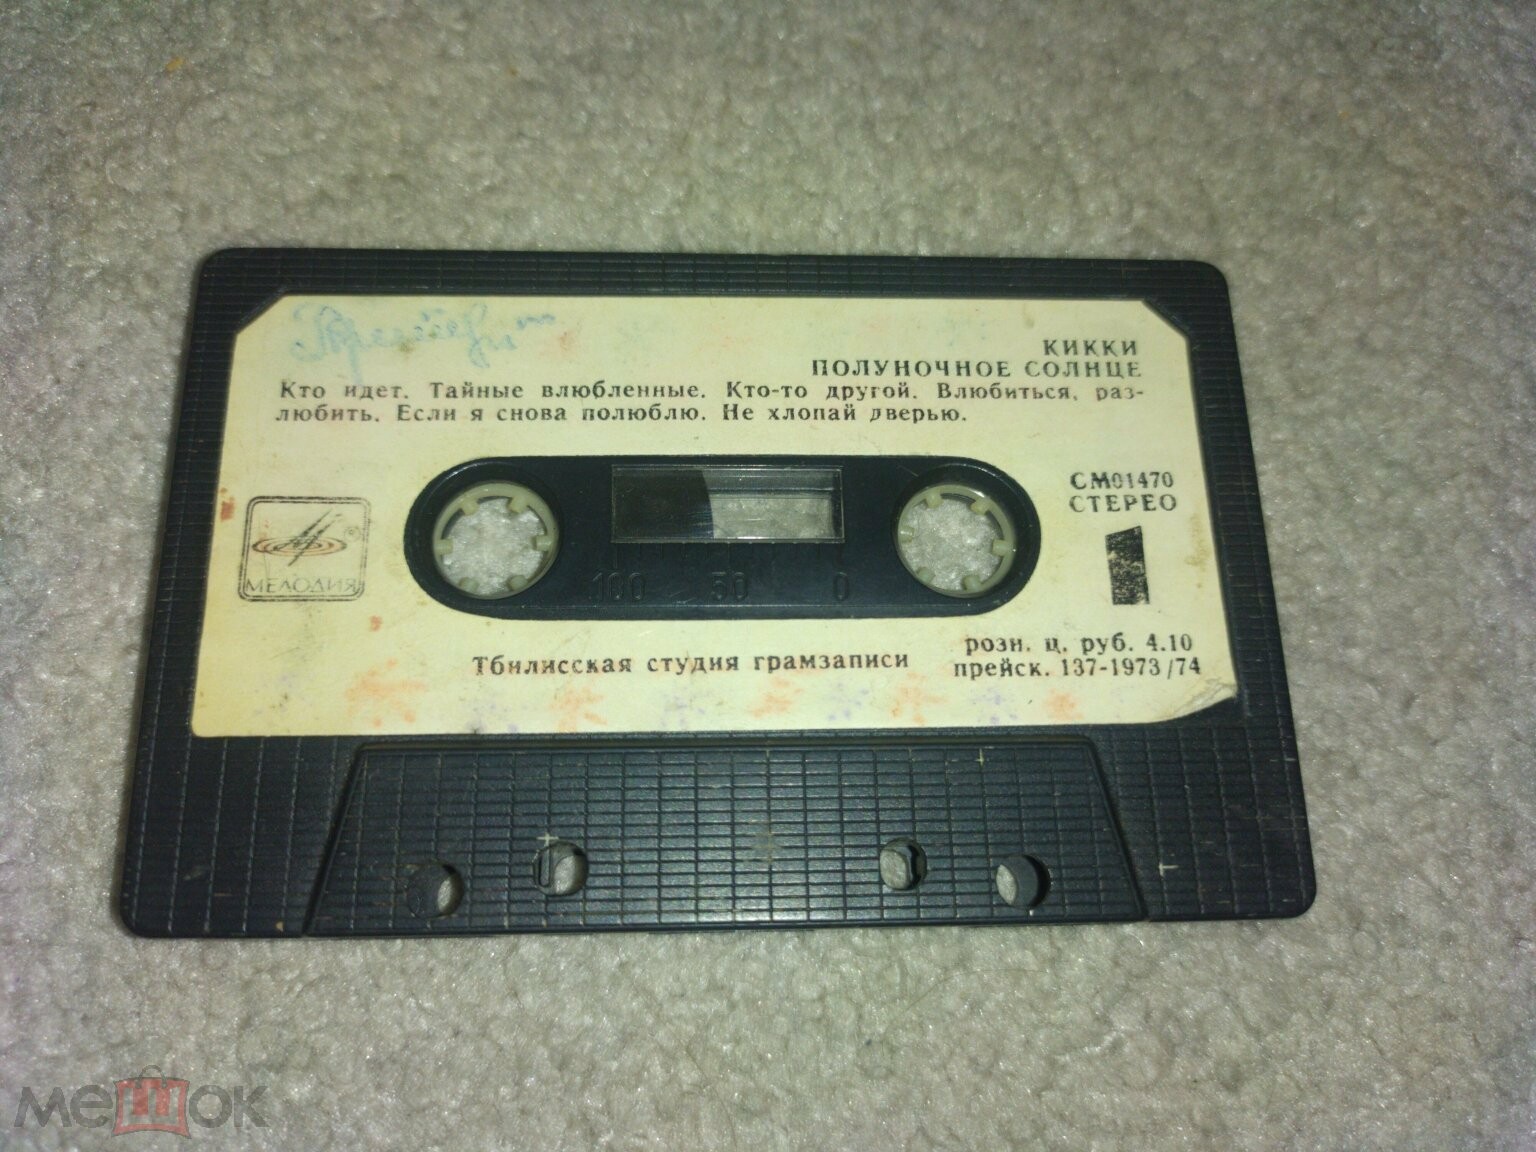 КИККИ
ПОЛУНОЧНОЕ СОЛНЦЕ
Кто идет. Тайные влюбленные. Кто-то другой. Влюбиться, раз-
любить. Если я снова полюблю. Не хлопай дверью.
СМ01470
СТЕРЕО
1
МЕЛОДИЯ
100 50 0
Тбилисская студия грамзаписи
розн. ц. руб. 4.10
прейск. 137-1973/74
мешок